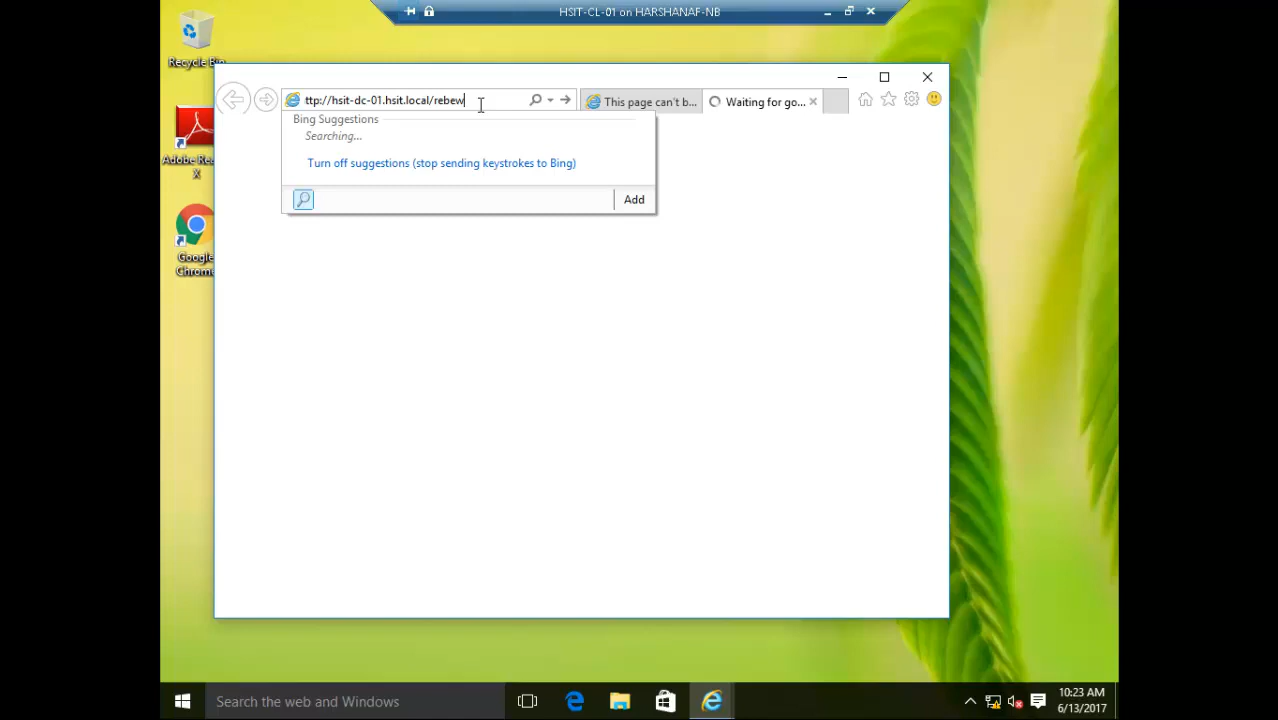 HSIT-CL-01 on HARSHANAF-NB
Recycle Bin
ttp://hsit-dc-01.hsit.local/rebew
This page can't b...
Waiting for go...
Bing Suggestions
Searching...
Turn off suggestions (stop sending keystrokes to Bing)
Add
Adobe Rea
X
Google
Chrome
Search the web and Windows
10:23 AM
6/13/2017